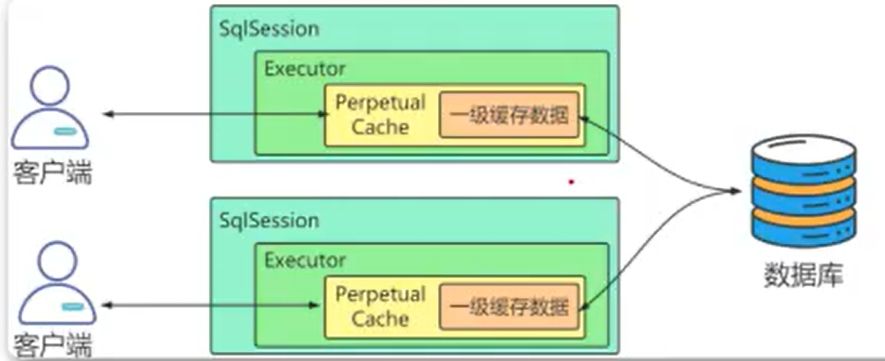 SqlSession
Executor
Perpetual
Cache
一级缓存数据
客户端
SqlSession
Executor
Perpetual
Cache
一级缓存数据
客户端
数据库